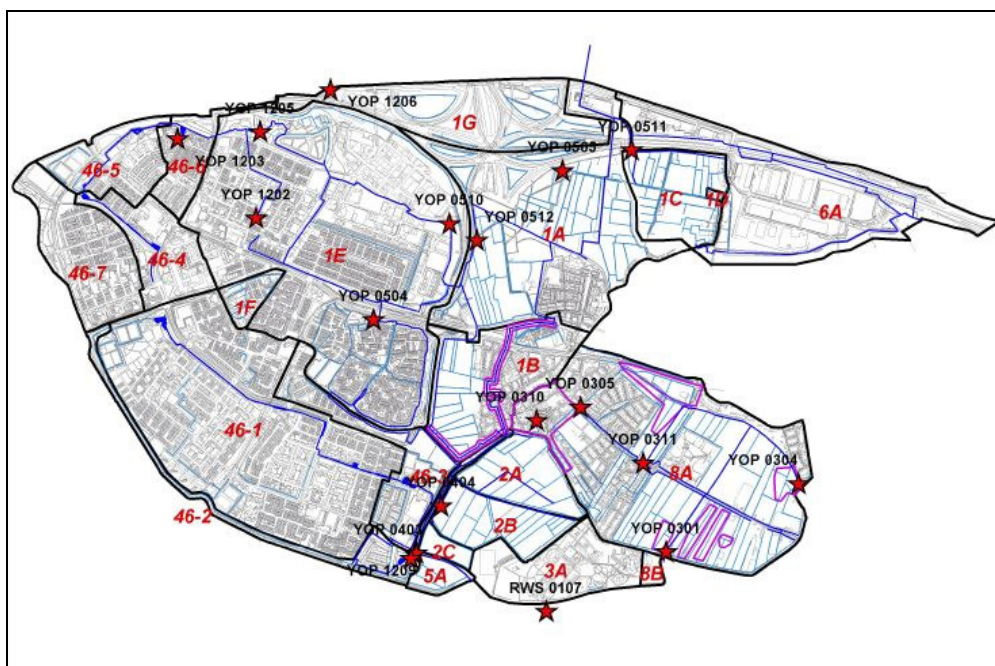 YOP 1206
YOP 1205
1G
YOP 0511
YOP 1203
46-5
46-6
YOP 0503
1C
1D
YOP 1202
YOP 0510
6A
YOP 0512
1A
46-7
46-4
1E
1F
YOP 0504
1B
YOP 0305
YOP 0310
46-1
YOP 0311
8A
YOP 0304
46-3
2A
YOP 0404
46-2
2B
YOP 0403
YOP 0301
2C
YOP 1209
5A
3A
8B
RWS 0107